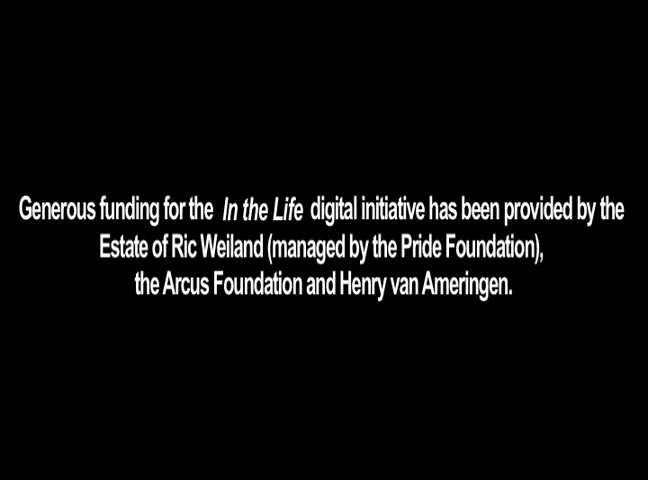 Generous funding for the In the Life digital initiative has been provided by the
Estate of Ric Weiland (managed by the Pride Foundation),
the Arcus Foundation and Henry van Ameringen.